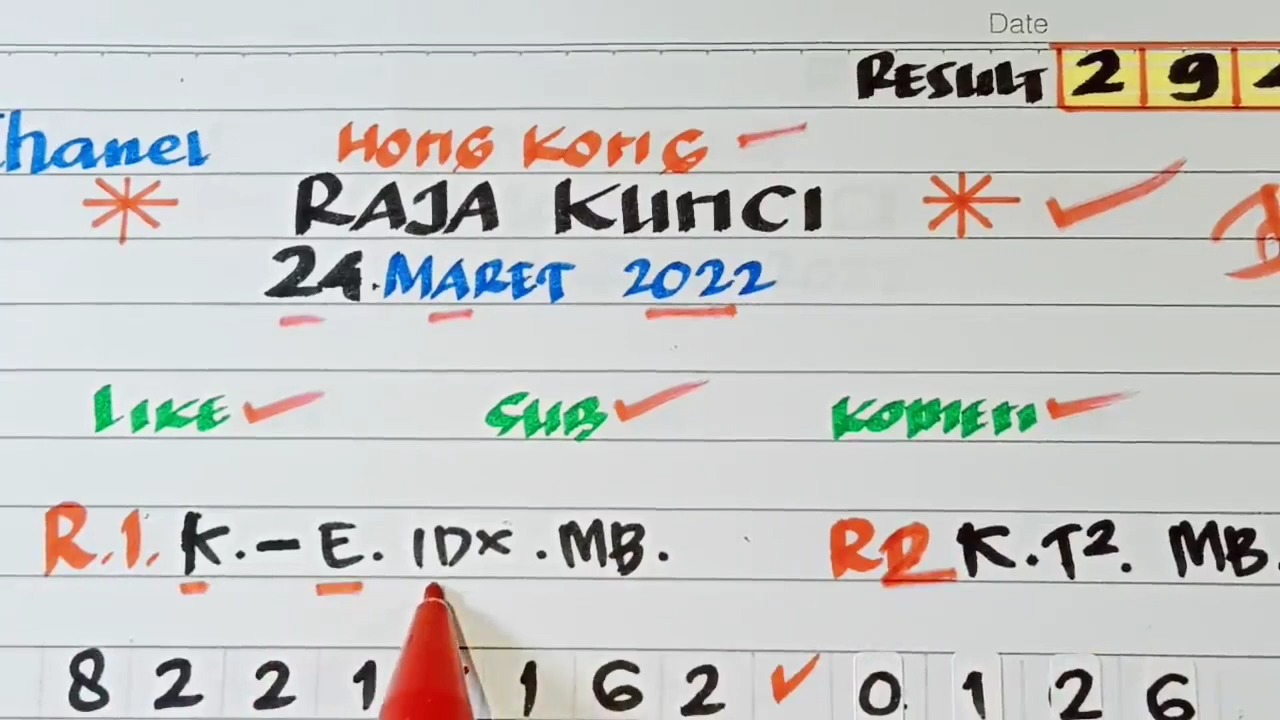 Date
RESULT 2 9
Chanel HONG KONG
RAJA KUNCI
24.MARET 2022
LIKE SUB KOMEN
R.1. K.-E. IDX. MB. R2 K.T2. MB.
8 2 2 1 1 6 2 0. 1 2 6